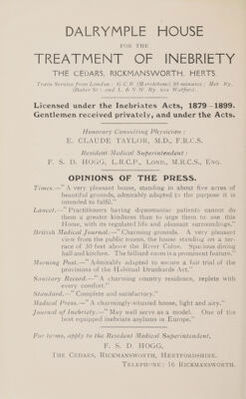 DALRYMPLE HOUSE
FOR THE
TREATMENT OF INEBRIETY
THE CEDARS, RICKMANSWORTH, HERTS.
Train Service from London: G.C.R. (Marylebone) 30 minutes; Met. Ry.
(Baker St.) and L. & N.W. Ry. via Watford.
Licensed under the Inebriates Acts, 1879-1899.
Gentlemen received privately, and under the Acts.
Honorary Consulting Physician:
E. CLAUDE TAYLOR, M.D., F.R.C.S.
Resident Medical Superintendent:
F. S. D. HOGG, L.R.C.P., LOND., M.R.C.S., ENG.
OPINIONS OF THE PRESS.
Times.—"A very pleasant house, standing in about five acres of
beautiful grounds, admirably adapted to the purpose it is
intended to fulfil."
Lancet.—"Practitioners having dipsomaniac patients cannot do
them a greater kindness than to urge them to use this
House, with its regulated life and pleasant surroundings."
British Medical Journal.—"Charming grounds. A very pleasant
view from the public rooms, the house standing on a ter-
race of 30 feet above the River Colne. Spacious dining
hall and kitchen. The billiard room is a prominent feature."
Morning Post.—"Admirably adapted to secure a fair trial of the
provisions of the Habitual Drunkards Act."
Sanitary Record.—"A charming country residence, replete with
every comfort."
Standard.—"Complete and satisfactory."
Medical Press.—"A charmingly-situated house, light and airy."
Journal of Inebriety.—"May well serve as a model. One of the
best equipped inebriate asylums in Europe."
For terms, apply to the Resident Medical Superintendent,
F. S. D. HOGG,
THE CEDARS, RICKMANSWORTH, HERTFORDSHIRE.
TELEPHONE: 16 RICKMANSWORTH.